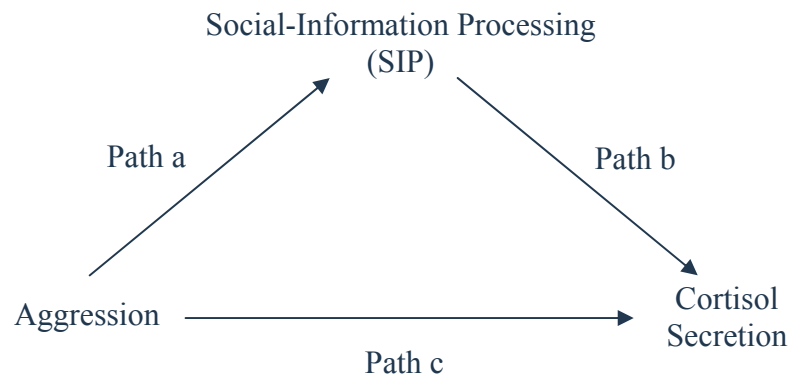 Social-Information Processing
(SIP)
Path a
Path b
Aggression
Cortisol
Secretion
Path c